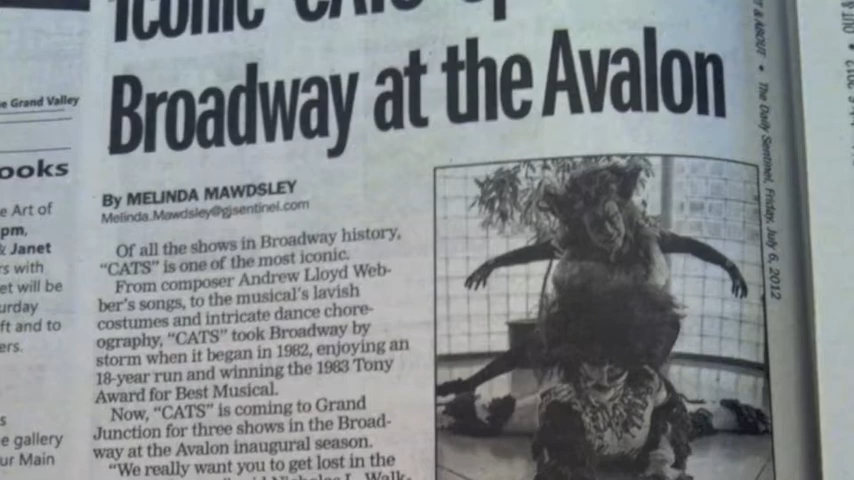 Iconic 'CATS'
Broadway at the Avalon
By MELINDA MAWDSLEY
Melinda.Mawdsley@gjsentinel.com
Of all the shows in Broadway history,
"CATS" is one of the most iconic.
From composer Andrew Lloyd Web-
ber's songs, to the musical's lavish
costumes and intricate dance chore-
ography, "CATS" took Broadway by
storm when it began in 1982, enjoying an
18-year run and winning the 1983 Tony
Award for Best Musical.
Now, "CATS" is coming to Grand
Junction for three shows in the Broad-
way at the Avalon inaugural season.
"We really want you to get lost in the
e Grand Valley
ooks
e Art of
pm,
& Janet
rs with
et will be
urday
ft and to
ers.
s
e gallery
ur Main
T & ABOUT • The Daily Sentinel, Friday, July 6, 2012